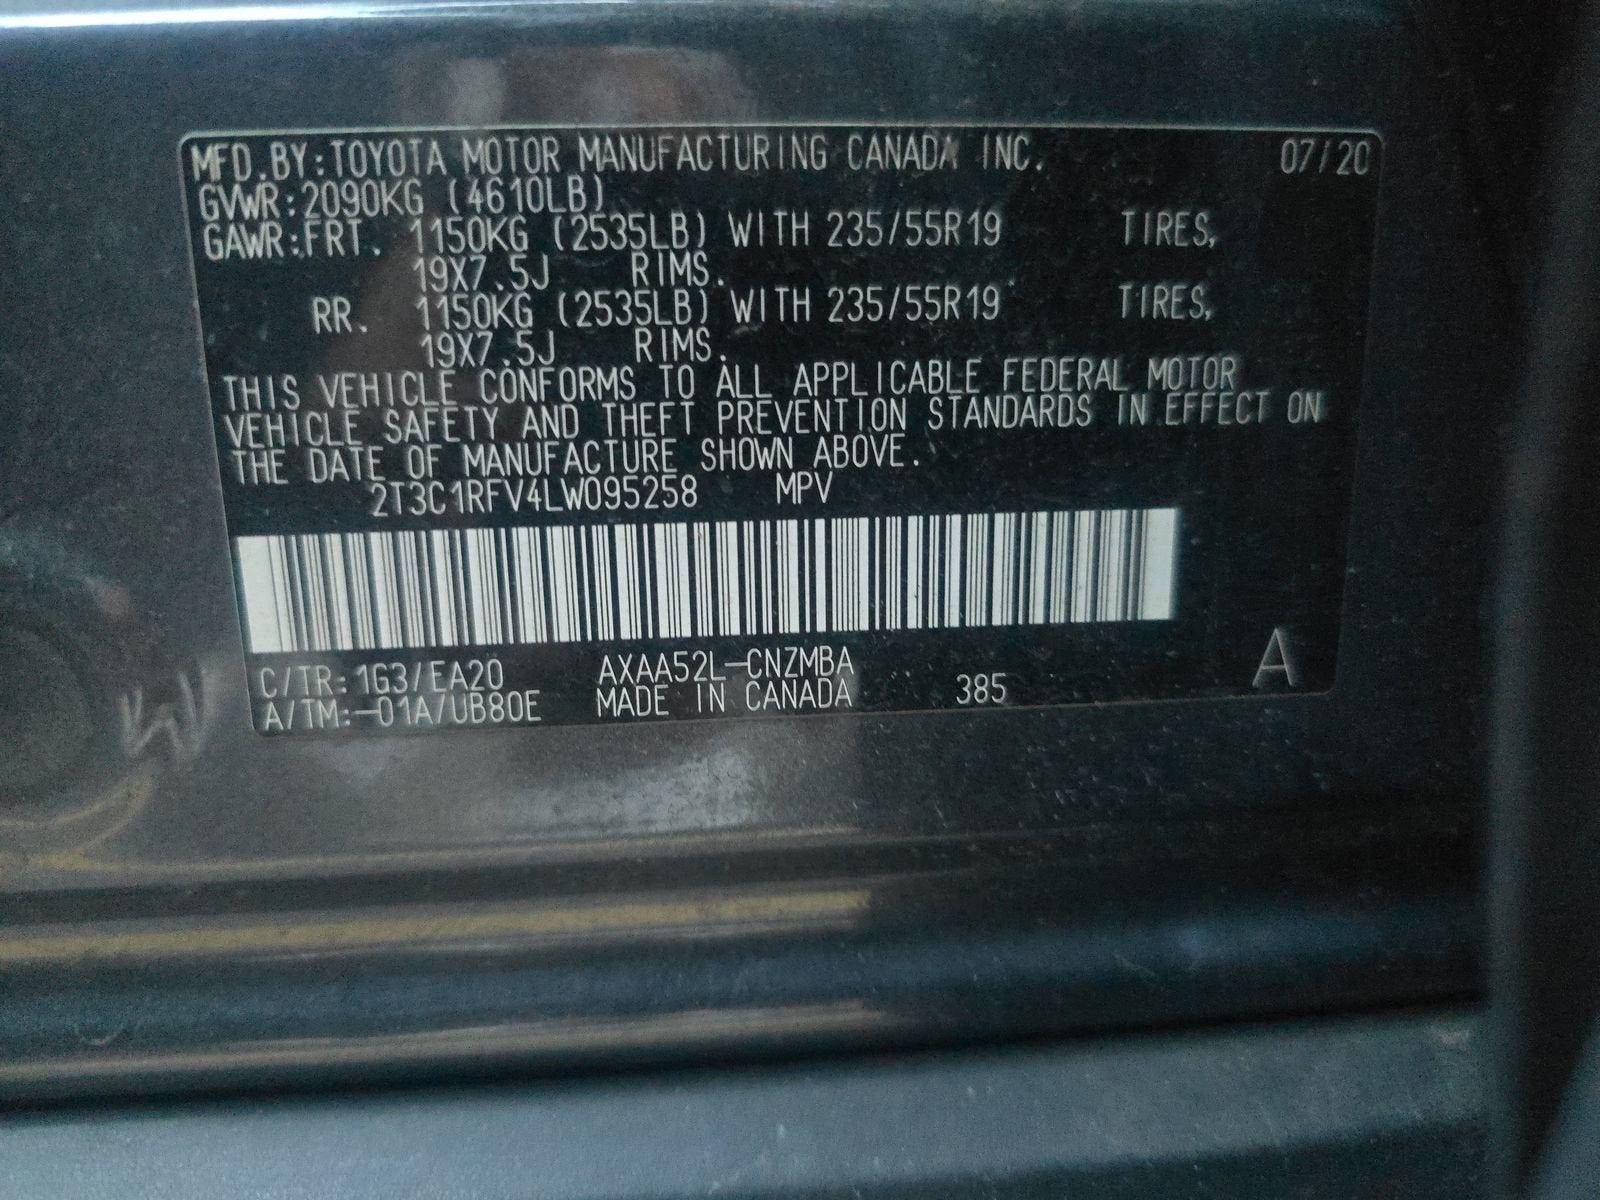 MFD.BY:TOYOTA MOTOR MANUFACTURING CANADA INC. 07/20
GVWR:2090KG (4610LB)
GAWR:FRT. 1150KG (2535LB) WITH 235/55R19 TIRES,
19X7.5J RIMS.
RR. 1150KG (2535LB) WITH 235/55R19 TIRES,
19X7.5J RIMS.
THIS VEHICLE CONFORMS TO ALL APPLICABLE FEDERAL MOTOR
VEHICLE SAFETY AND THEFT PREVENTION STANDARDS IN EFFECT ON
THE DATE OF MANUFACTURE SHOWN ABOVE.
2T3C1RFV4LW095258 MPV
C/TR:1G3/EA20 AXAA52L-CNZMBA
A/TM:-01A/UB80E MADE IN CANADA 385 A